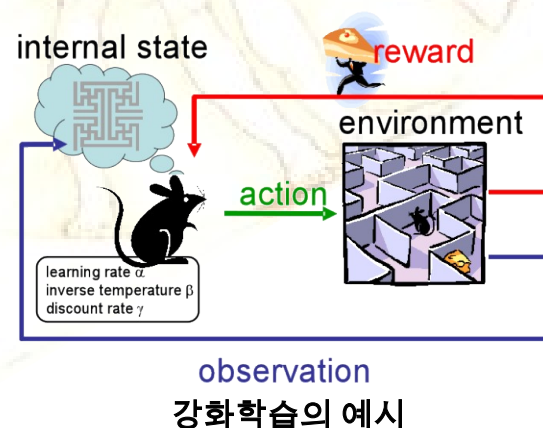 internal state
reward
environment
action
learning rate α
inverse temperature β
discount rate γ
observation
강화학습의 예시